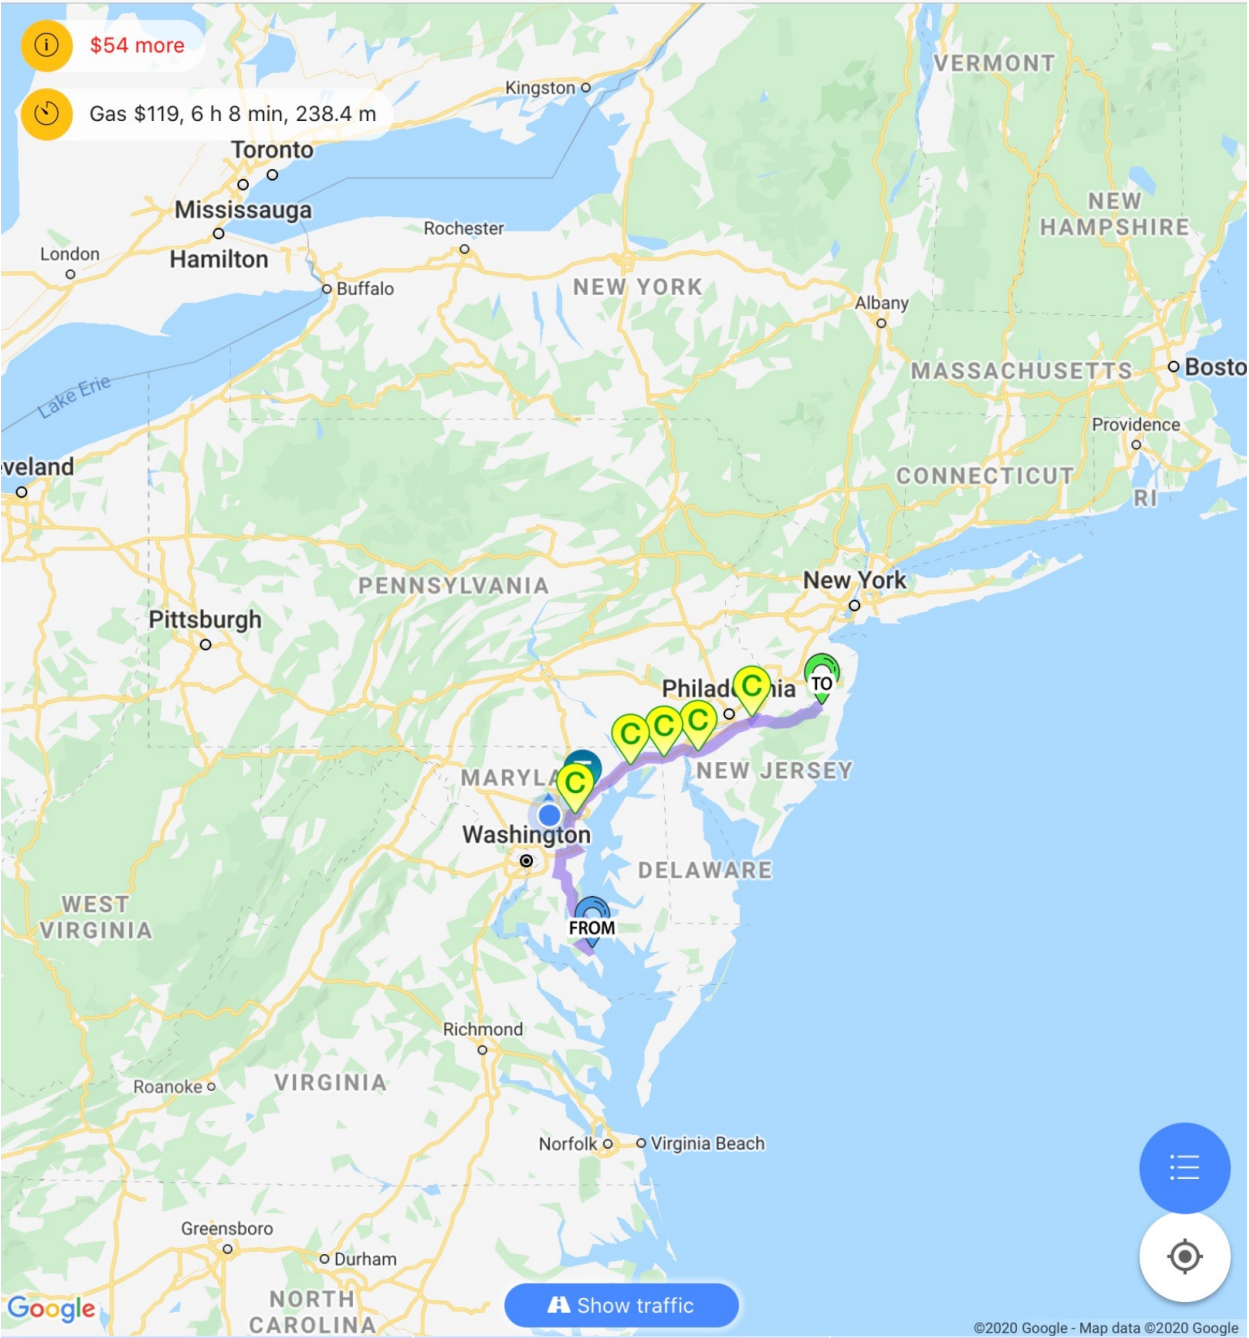 $54 more
VERMONT
Kingston
Gas $119, 6 h 8 min, 238.4 m
Toronto
Mississauga
NEW
HAMPSHIRE
Rochester
London
Hamilton
Buffalo
NEW YORK
Albany
MASSACHUSETTS
Bosto
Lake Erie
Providence
veland
CONNECTICUT
RI
New York
PENNSYLVANIA
Pittsburgh
TO
Philad
nia
C
C
C
C
NEW JERSEY
MARYLA
C
Washington
DELAWARE
WEST
VIRGINIA
FROM
Richmond
VIRGINIA
Roanoke
Norfolk
Virginia Beach
Greensboro
Durham
NORTH
CAROLINA
Show traffic
Google
©2020 Google - Map data ©2020 Google